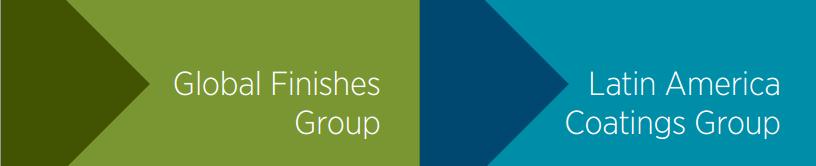 Global Finishes
Group
Latin America
Coatings Group